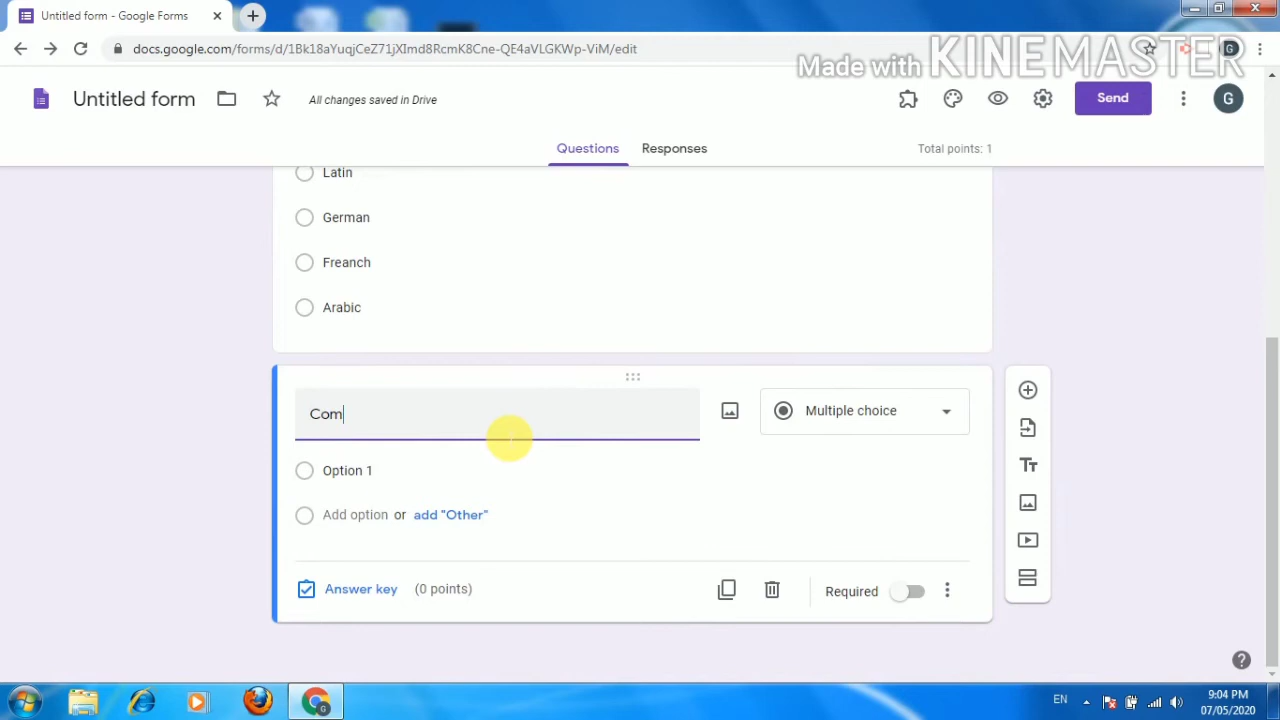 Untitled form - Google Forms
docs.google.com/forms/d/1Bk18aYuqjCeZ71jXImd8RcmK8Cne-QE4aVLGKWp-ViM/edit
G
Made with KINEMASTER
Untitled form
All changes saved in Drive
Send
G
Questions
Responses
Total points: 1
Latin
German
Freanch
Arabic
Com
Multiple choice
Option 1
Add option or add "Other"
Answer key (0 points)
Required
EN
9:04 PM
07/05/2020